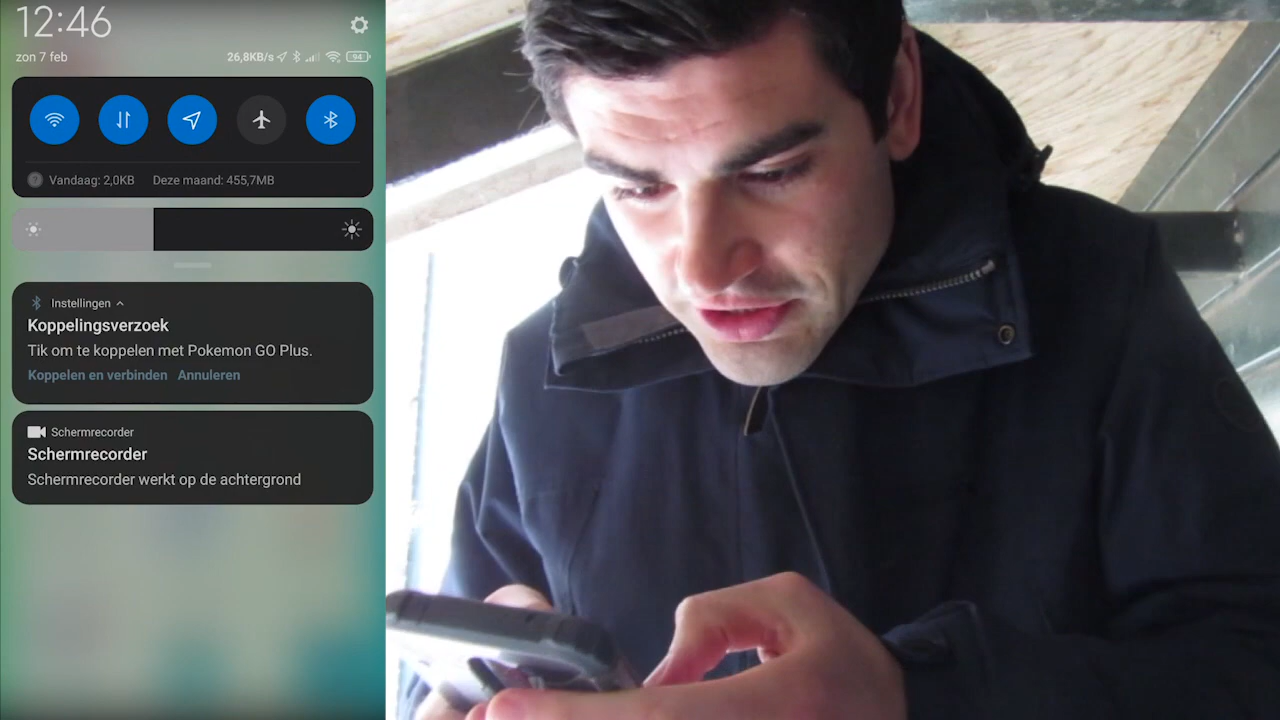 12:46
zon 7 feb
26,8KB/s
94
Vandaag: 2,0KB Deze maand: 455,7MB
Instellingen
Koppelingsverzoek
Tik om te koppelen met Pokemon GO Plus.
Koppelen en verbinden Annuleren
Schermrecorder
Schermrecorder
Schermrecorder werkt op de achtergrond